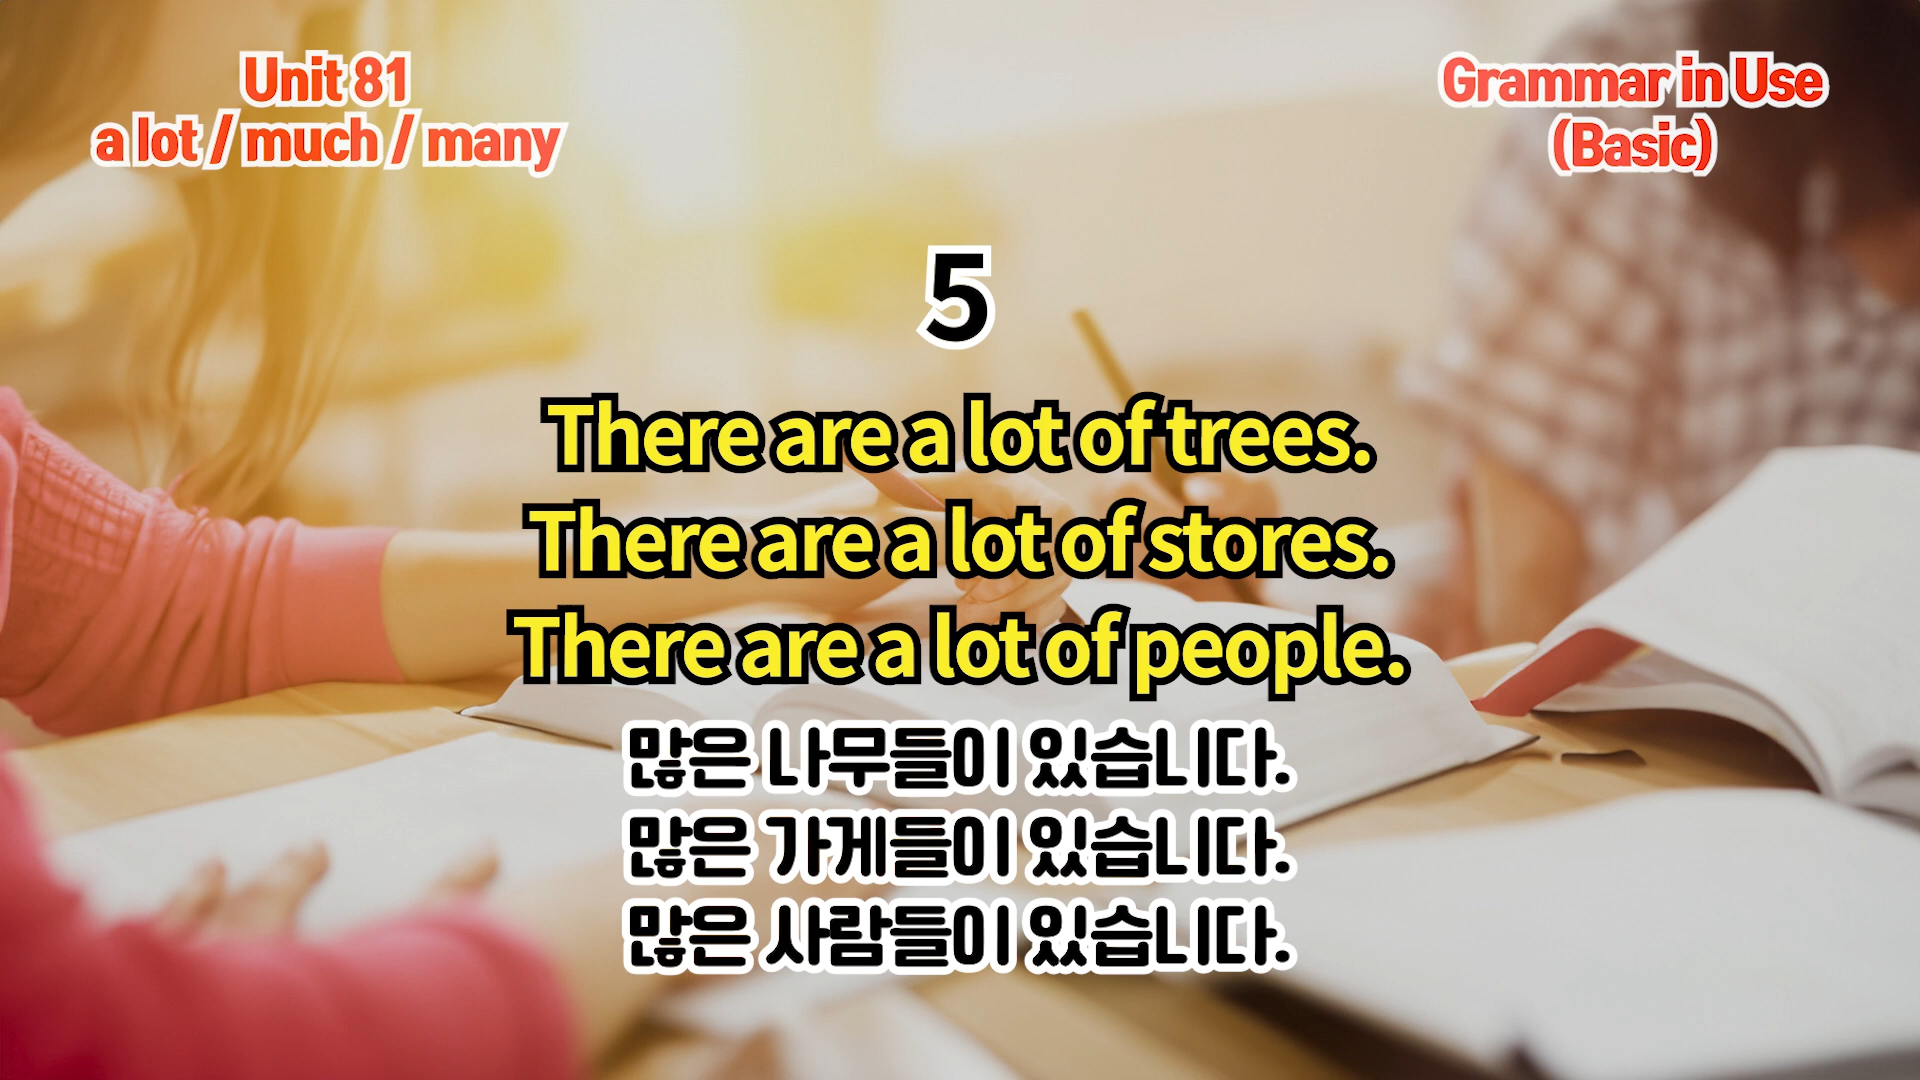 Unit 81
a lot / much / many
Grammar in Use
(Basic)
5
There are a lot of trees.
There are a lot of stores.
There are a lot of people.
많은 나무들이 있습니다.
많은 가게들이 있습니다.
많은 사람들이 있습니다.